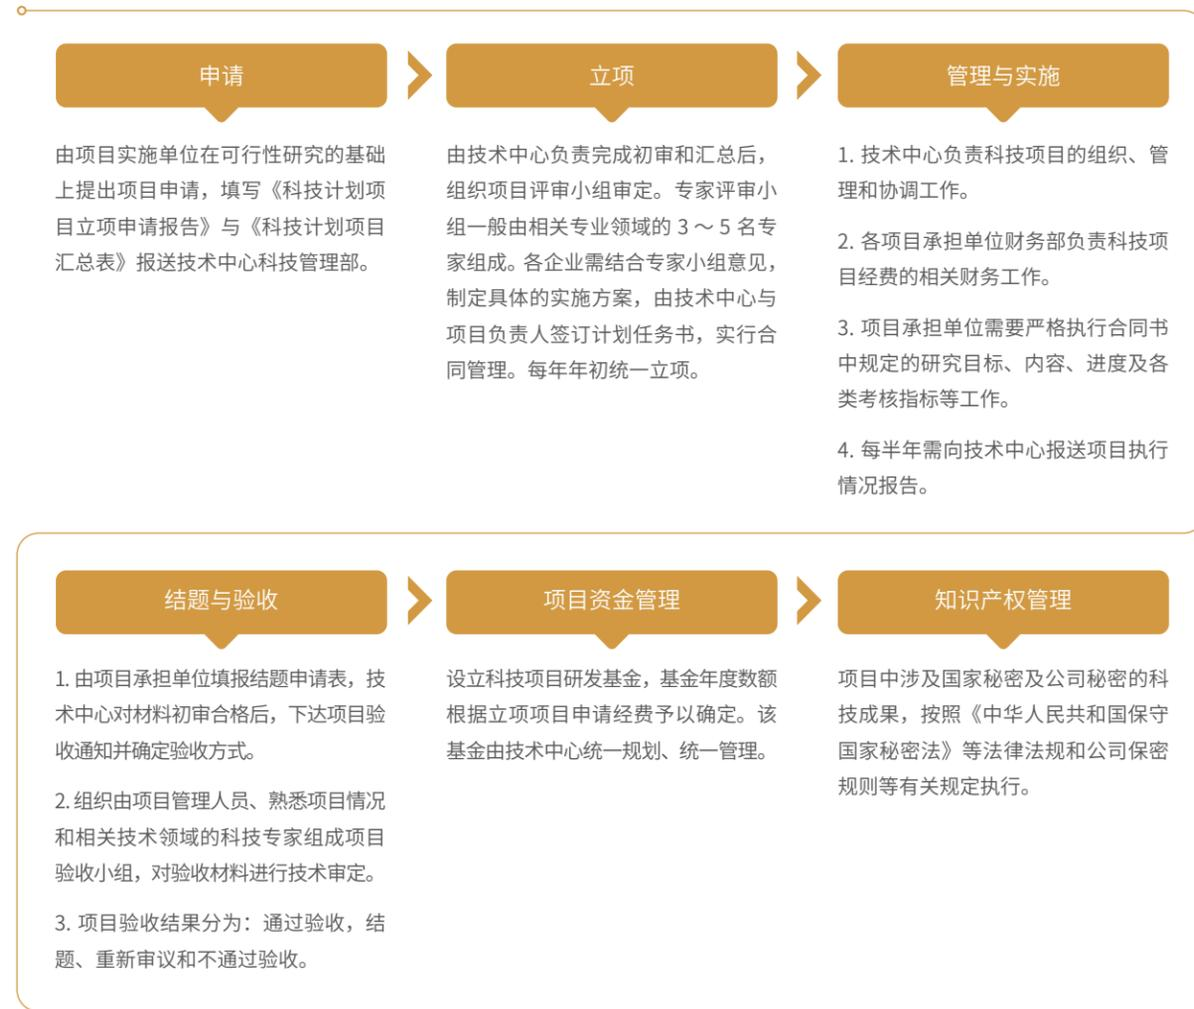 申请
由项目实施单位在可行性研究的基础
上提出项目申请，填写《科技计划项
目立项申请报告》与《科技计划项目
汇总表》报送技术中心科技管理部。
立项
由技术中心负责完成初审和汇总后，
组织项目评审小组审定。专家评审小
组一般由相关专业领域的 3 ～ 5 名专
家组成。各企业需结合专家小组意见，
制定具体的实施方案，由技术中心与
项目负责人签订计划任务书，实行合
同管理。每年年初统一立项。
管理与实施
1. 技术中心负责科技项目的组织、管
理和协调工作。
2. 各项目承担单位财务部负责科技项
目经费的相关财务工作。
3. 项目承担单位需要严格执行合同书
中规定的研究目标、内容、进度及各
类考核指标等工作。
4. 每半年需向技术中心报送项目执行
情况报告。
结题与验收
1. 由项目承担单位填报结题申请表，技
术中心对材料初审合格后，下达项目验
收通知并确定验收方式。
2. 组织由项目管理人员、熟悉项目情况
和相关技术领域的科技专家组成项目
验收小组，对验收材料进行技术审定。
3. 项目验收结果分为：通过验收，结
题、重新审议和不通过验收。
项目资金管理
设立科技项目研发基金，基金年度数额
根据立项项目申请经费予以确定。该
基金由技术中心统一规划、统一管理。
知识产权管理
项目中涉及国家秘密及公司秘密的科
技成果，按照《中华人民共和国保守
国家秘密法》等法律法规和公司保密
规则等有关规定执行。